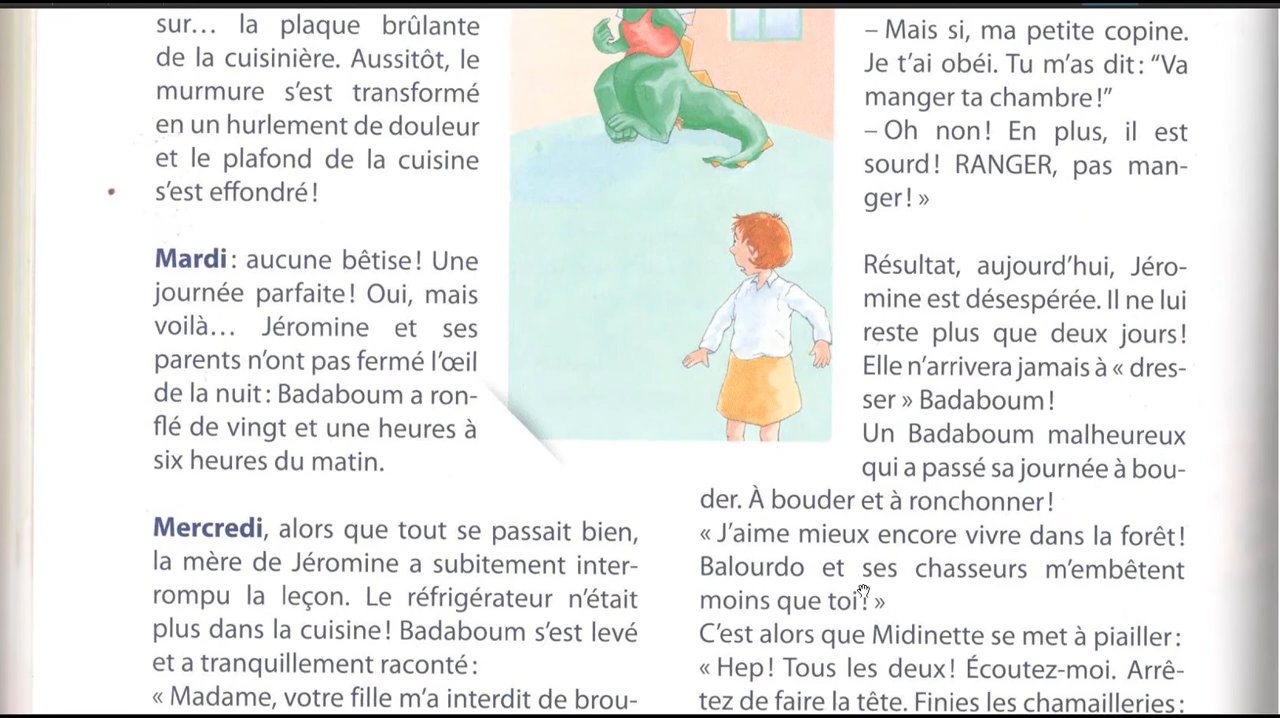 sur… la plaque brûlante
de la cuisinière. Aussitôt, le
murmure s'est transformé
en un hurlement de douleur
et le plafond de la cuisine
s'est effondré !
Mardi : aucune bêtise ! Une
journée parfaite ! Oui, mais
voilà… Jéromine et ses
parents n'ont pas fermé l'œil
de la nuit : Badaboum a ron-
flé de vingt et une heures à
six heures du matin.
Mercredi, alors que tout se passait bien,
la mère de Jéromine a subitement inter-
rompu la leçon. Le réfrigérateur n'était
plus dans la cuisine ! Badaboum s'est levé
et a tranquillement raconté :
« Madame, votre fille m'a interdit de brou-
– Mais si, ma petite copine.
Je t'ai obéi. Tu m'as dit : “Va
manger ta chambre !”
– Oh non ! En plus, il est
sourd ! RANGER, pas man-
ger ! »
Résultat, aujourd'hui, Jéro-
mine est désespérée. Il ne lui
reste plus que deux jours !
Elle n'arrivera jamais à « dres-
ser » Badaboum !
Un Badaboum malheureux
qui a passé sa journée à bou-
der. À bouder et à ronchonner !
« J'aime mieux encore vivre dans la forêt !
Balourdo et ses chasseurs m'embêtent
moins que toi ! »
C'est alors que Midinette se met à piailler :
« Hep ! Tous les deux ! Écoutez-moi. Arrê-
tez de faire la tête. Finies les chamailleries :